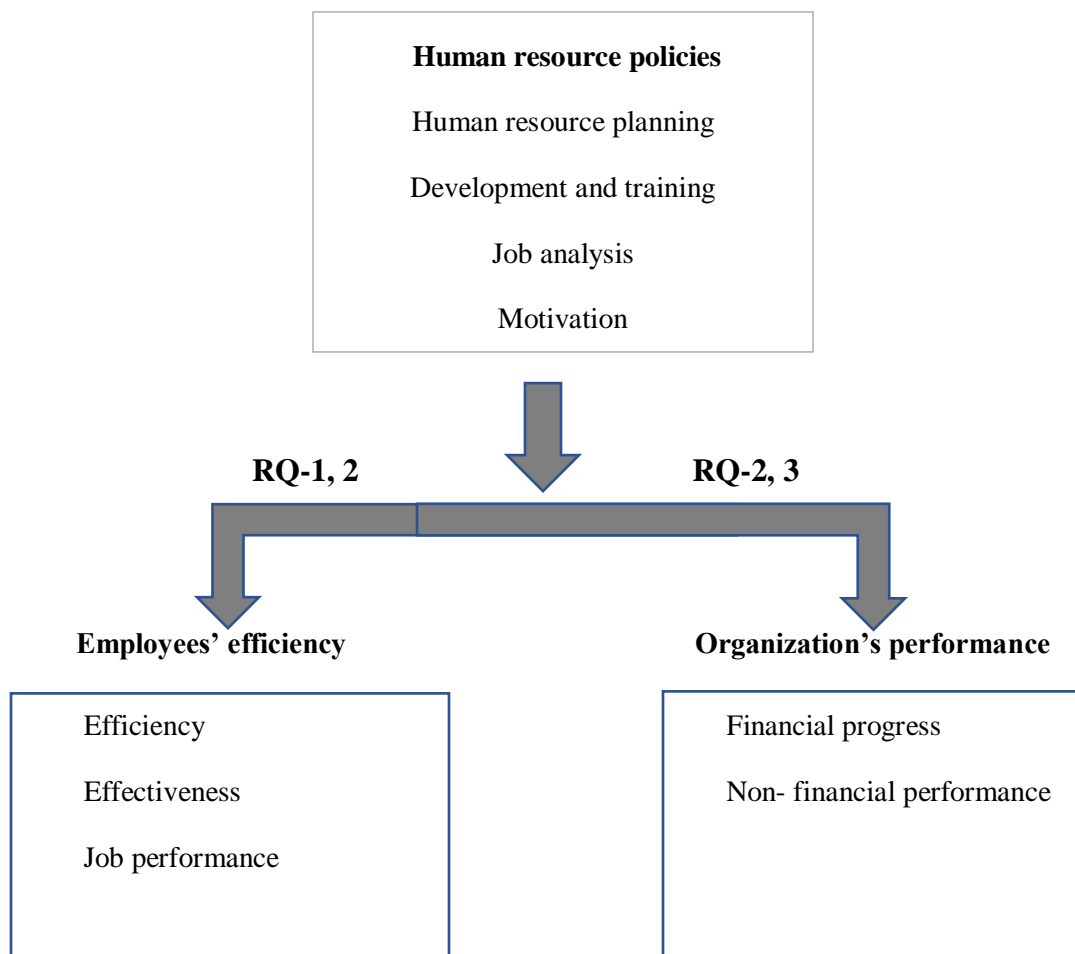 Human resource policies
Human resource planning
Development and training
Job analysis
Motivation
RQ-1, 2
RQ-2, 3
Employees’ efficiency
Organization’s performance
Efficiency
Effectiveness
Job performance
Financial progress
Non- financial performance